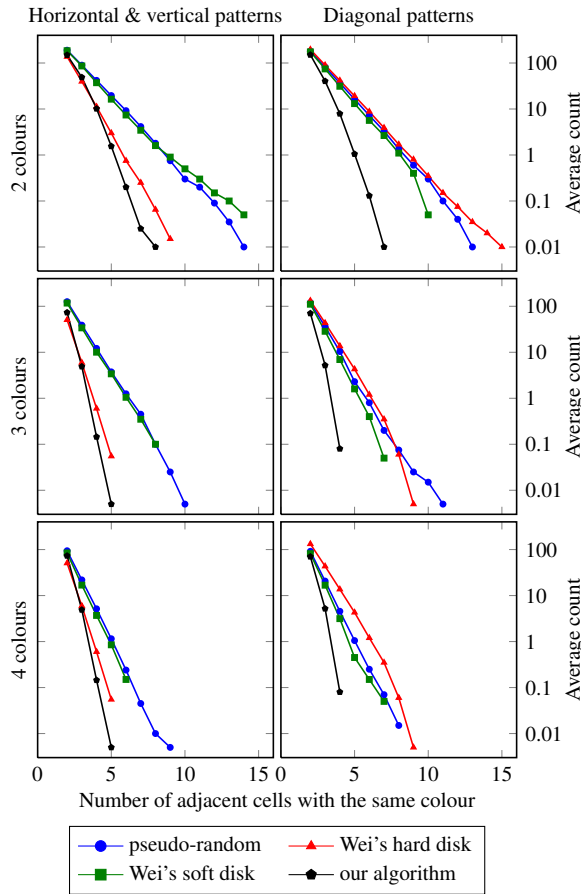 Horizontal & vertical patterns
Diagonal patterns
2 colours
100
10
1
0.1
0.01
Average count
3 colours
100
10
1
0.1
0.01
Average count
4 colours
100
10
1
0.1
0.01
Average count
0 5 10 15
0 5 10 15
Number of adjacent cells with the same colour
pseudo-random
Wei's hard disk
Wei's soft disk
our algorithm